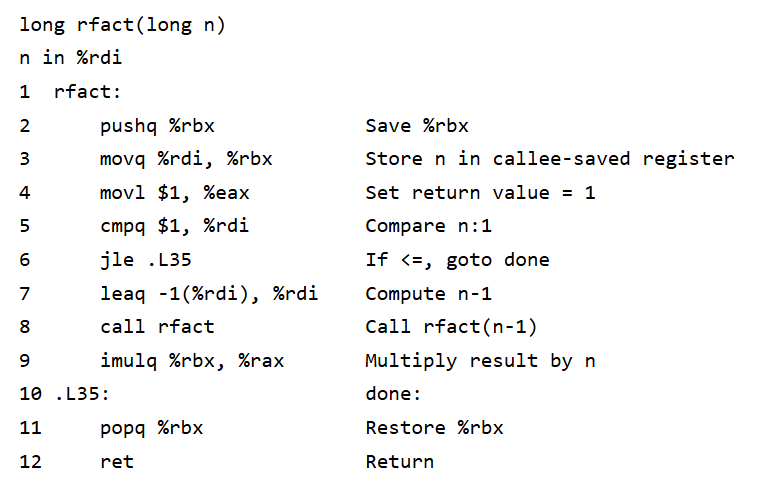 long rfact(long n)
n in %rdi
1  rfact:
2      pushq %rbx             Save %rbx
3      movq %rdi, %rbx        Store n in callee-saved register
4      movl $1, %eax          Set return value = 1
5      cmpq $1, %rdi          Compare n:1
6      jle .L35               If <=, goto done
7      leaq -1(%rdi), %rdi    Compute n-1
8      call rfact             Call rfact(n-1)
9      imulq %rbx, %rax       Multiply result by n
10 .L35:                      done:
11     popq %rbx              Restore %rbx
12     ret                    Return